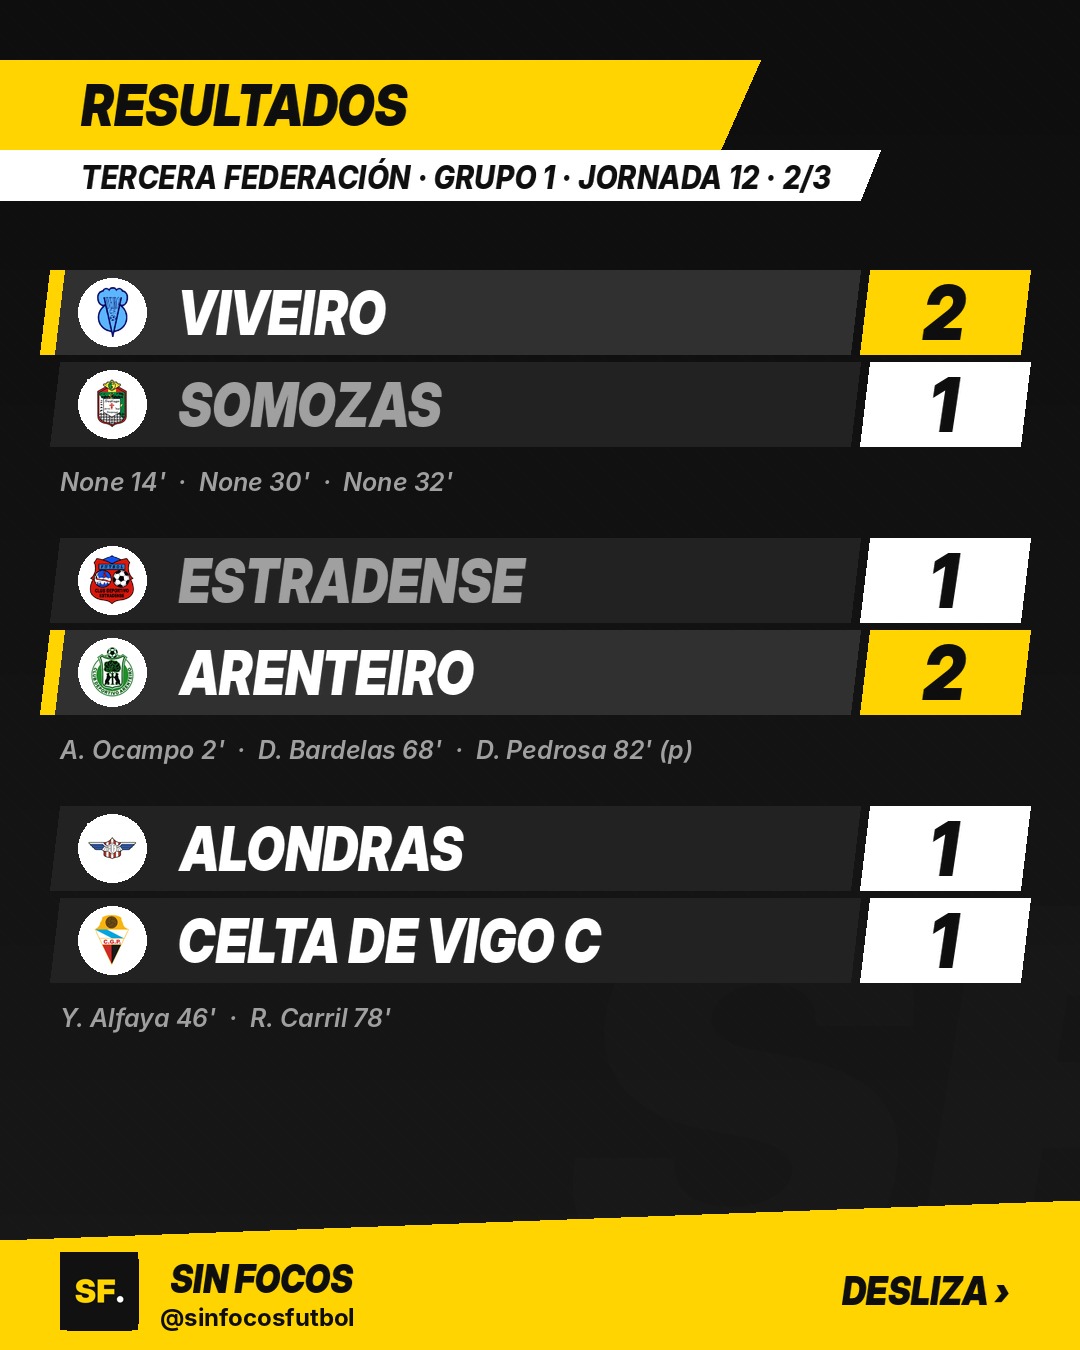 RESULTADOS
TERCERA FEDERACIÓN · GRUPO 1 · JORNADA 12 · 2/3
VIVEIRO 2
SOMOZAS 1
None 14' · None 30' · None 32'
ESTRADENSE 1
ARENTEIRO 2
A. Ocampo 2' · D. Bardelas 68' · D. Pedrosa 82' (p)
ALONDRAS 1
C.G.P.
CELTA DE VIGO C 1
Y. Alfaya 46' · R. Carril 78'
SF
SF.
SIN FOCOS
@sinfocosfutbol
DESLIZA ›